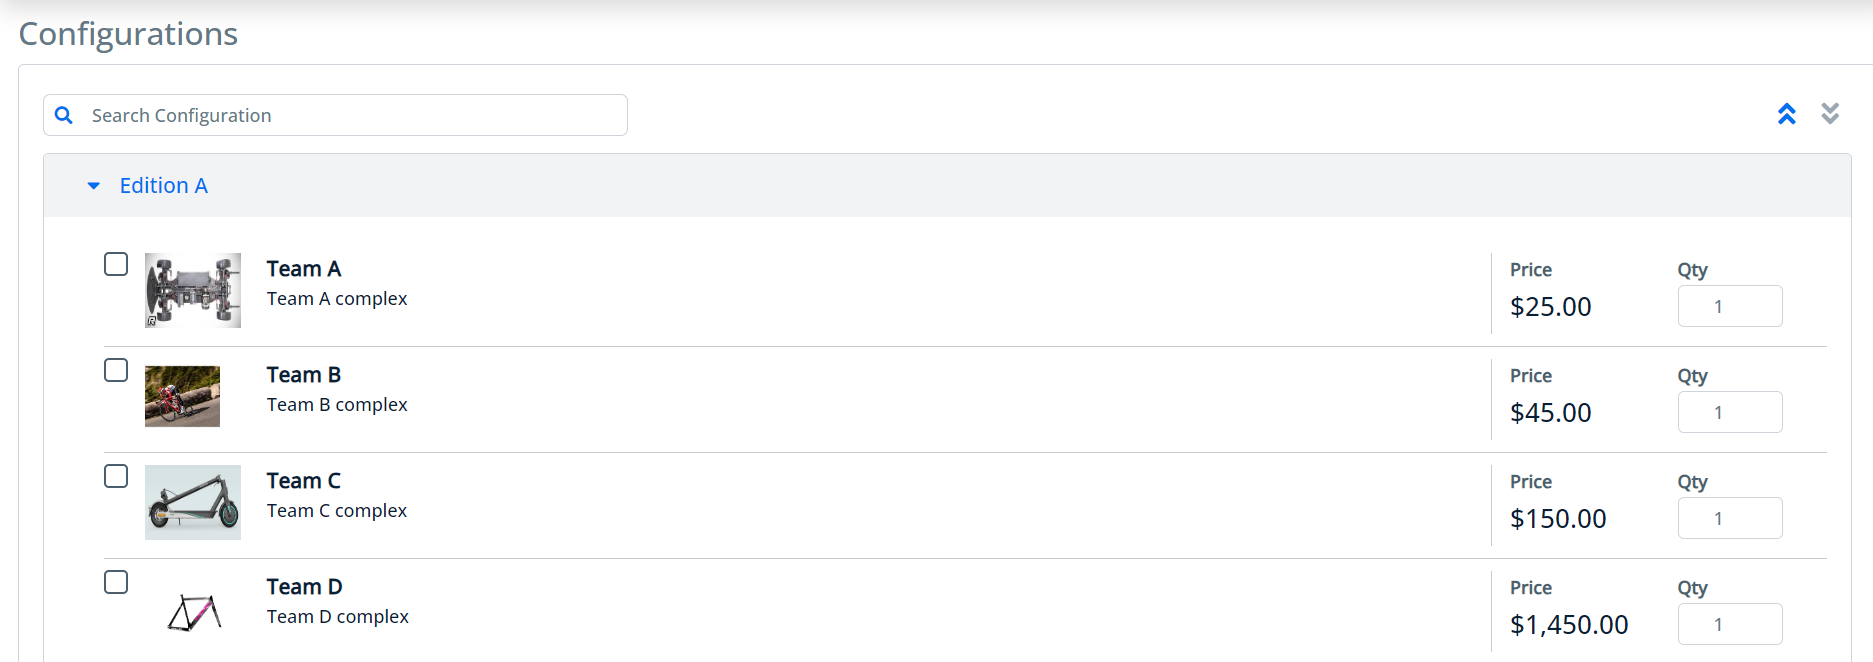 Configurations
Search Configuration
Edition A
Team A
Team A complex
Price
$25.00
Qty
1
Team B
Team B complex
Price
$45.00
Qty
1
Team C
Team C complex
Price
$150.00
Qty
1
Team D
Team D complex
Price
$1,450.00
Qty
1